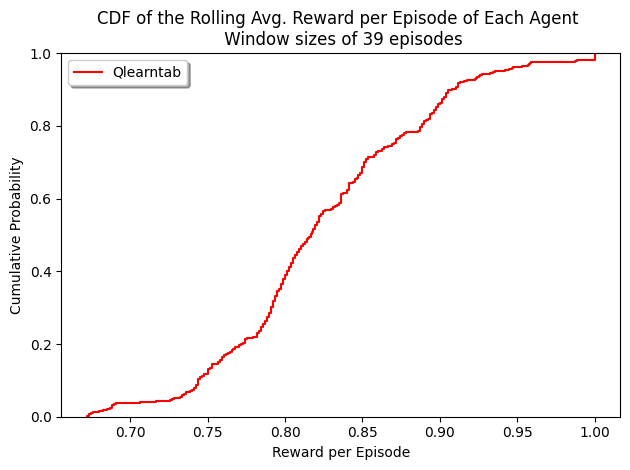 CDF of the Rolling Avg. Reward per Episode of Each Agent
Window sizes of 39 episodes
Qlearntab
1.0
0.8
0.6
0.4
0.2
0.0
Cumulative Probability
0.70 0.75 0.80 0.85 0.90 0.95 1.00
Reward per Episode